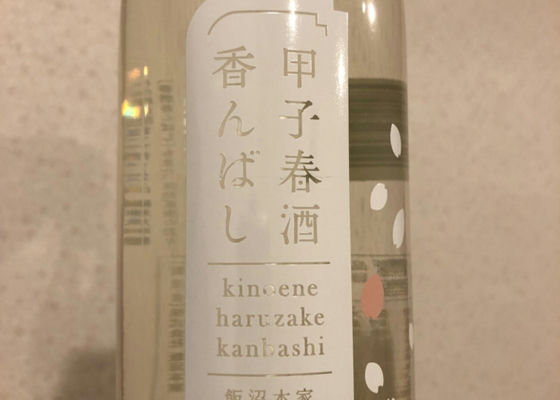 甲子春酒
香んばし
kinoene
haruzake
kanbashi
飯沼本家